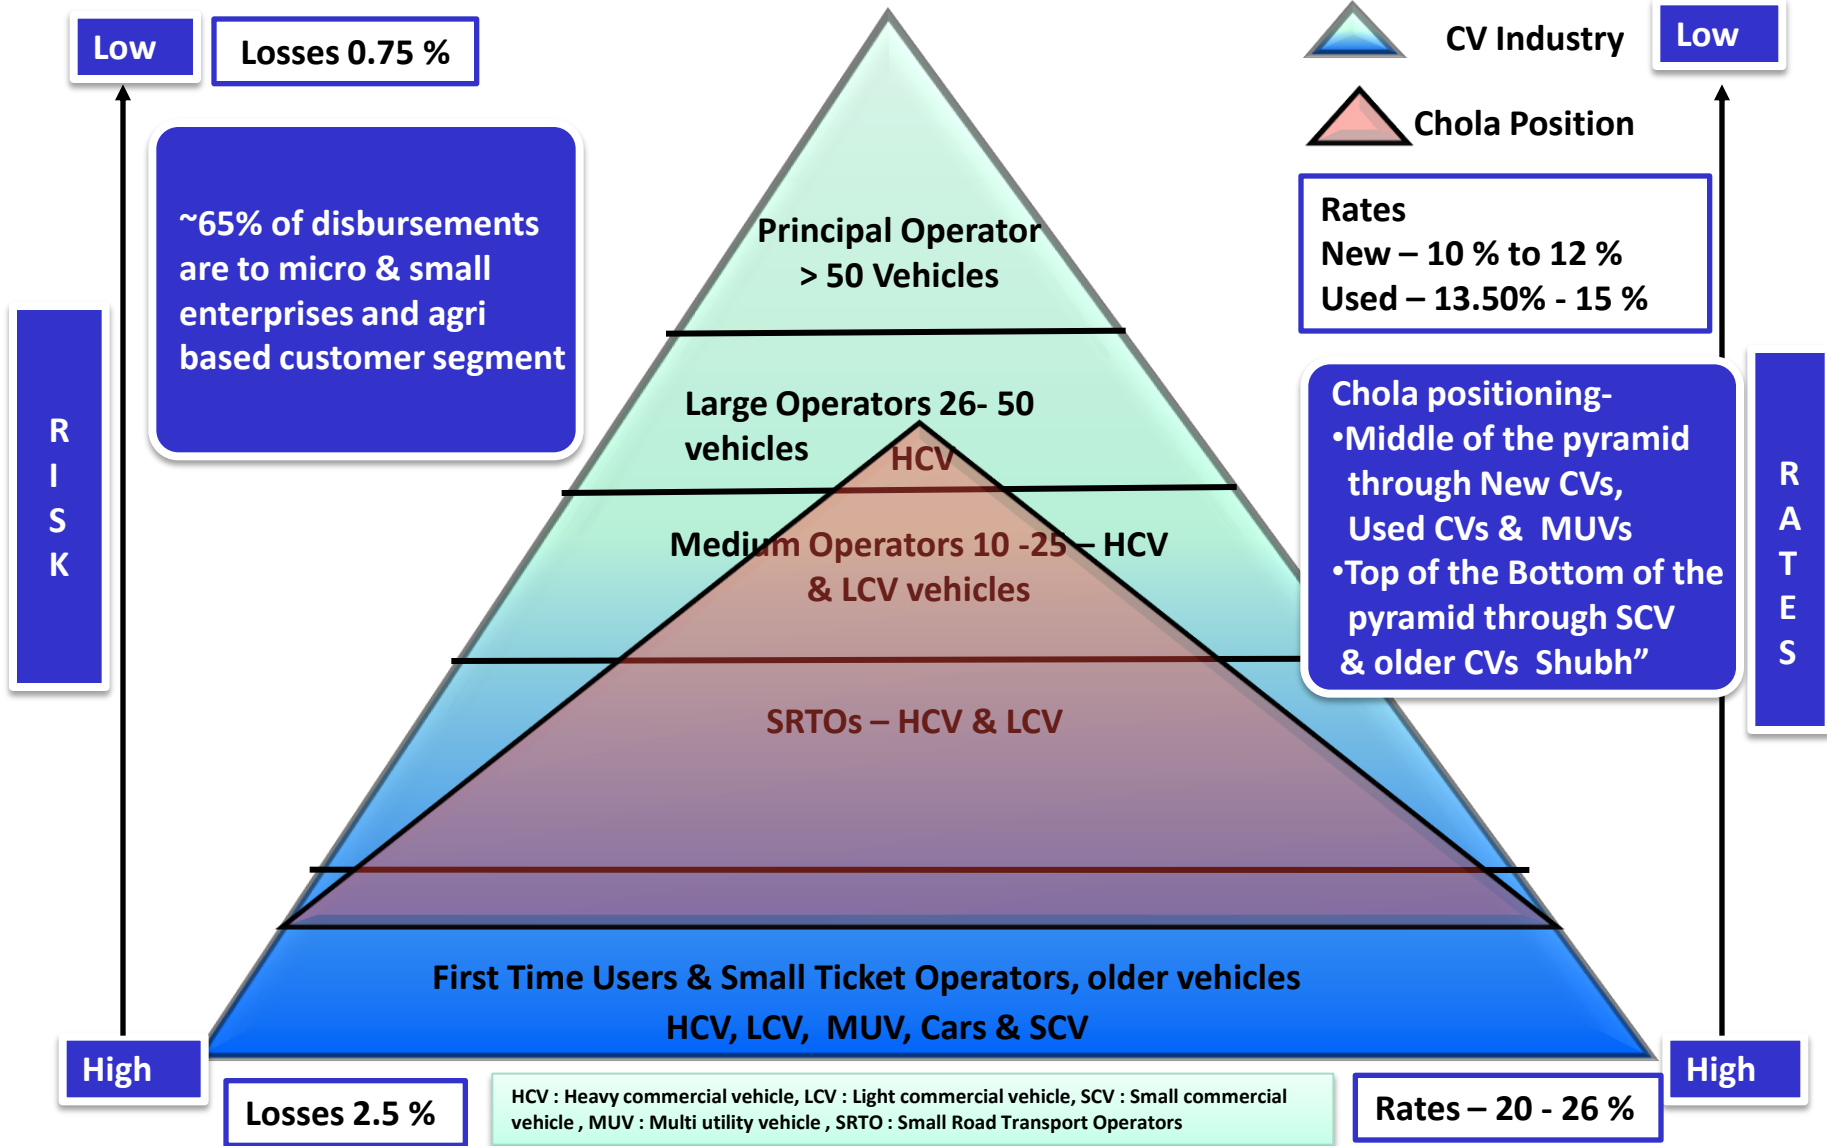 Low
Losses 0.75 %
CV Industry
Low
Chola Position
~65% of disbursements
are to micro & small
enterprises and agri
based customer segment
Rates
New – 10 % to 12 %
Used – 13.50% - 15 %
Principal Operator
> 50 Vehicles
Large Operators 26- 50
vehicles
HCV
Medium Operators 10 -25 – HCV
& LCV vehicles
SRTOs – HCV & LCV
Chola positioning-
•Middle of the pyramid
through New CVs,
Used CVs & MUVs
•Top of the Bottom of the
pyramid through SCV
& older CVs Shubh”
R
I
S
K
R
A
T
E
S
First Time Users & Small Ticket Operators, older vehicles
HCV, LCV, MUV, Cars & SCV
High
Losses 2.5 %
HCV : Heavy commercial vehicle, LCV : Light commercial vehicle, SCV : Small commercial
vehicle , MUV : Multi utility vehicle , SRTO : Small Road Transport Operators
Rates – 20 - 26 %
High